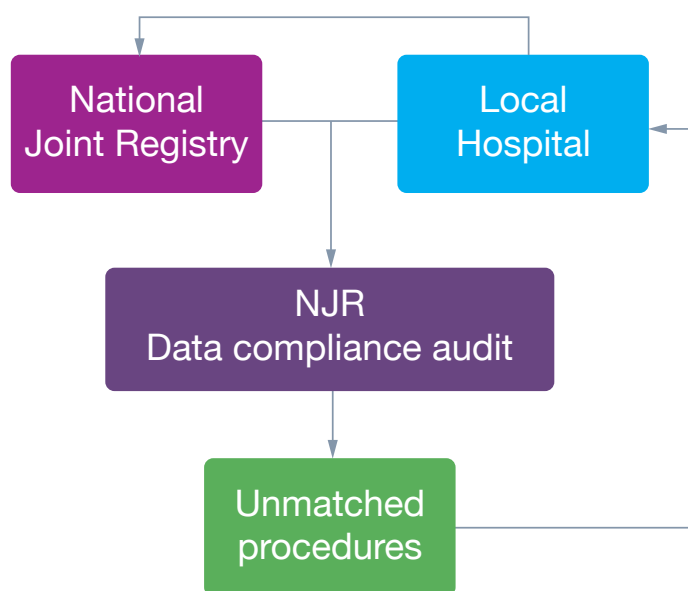 National
Joint Registry
Local
Hospital
NJR
Data compliance audit
Unmatched
procedures